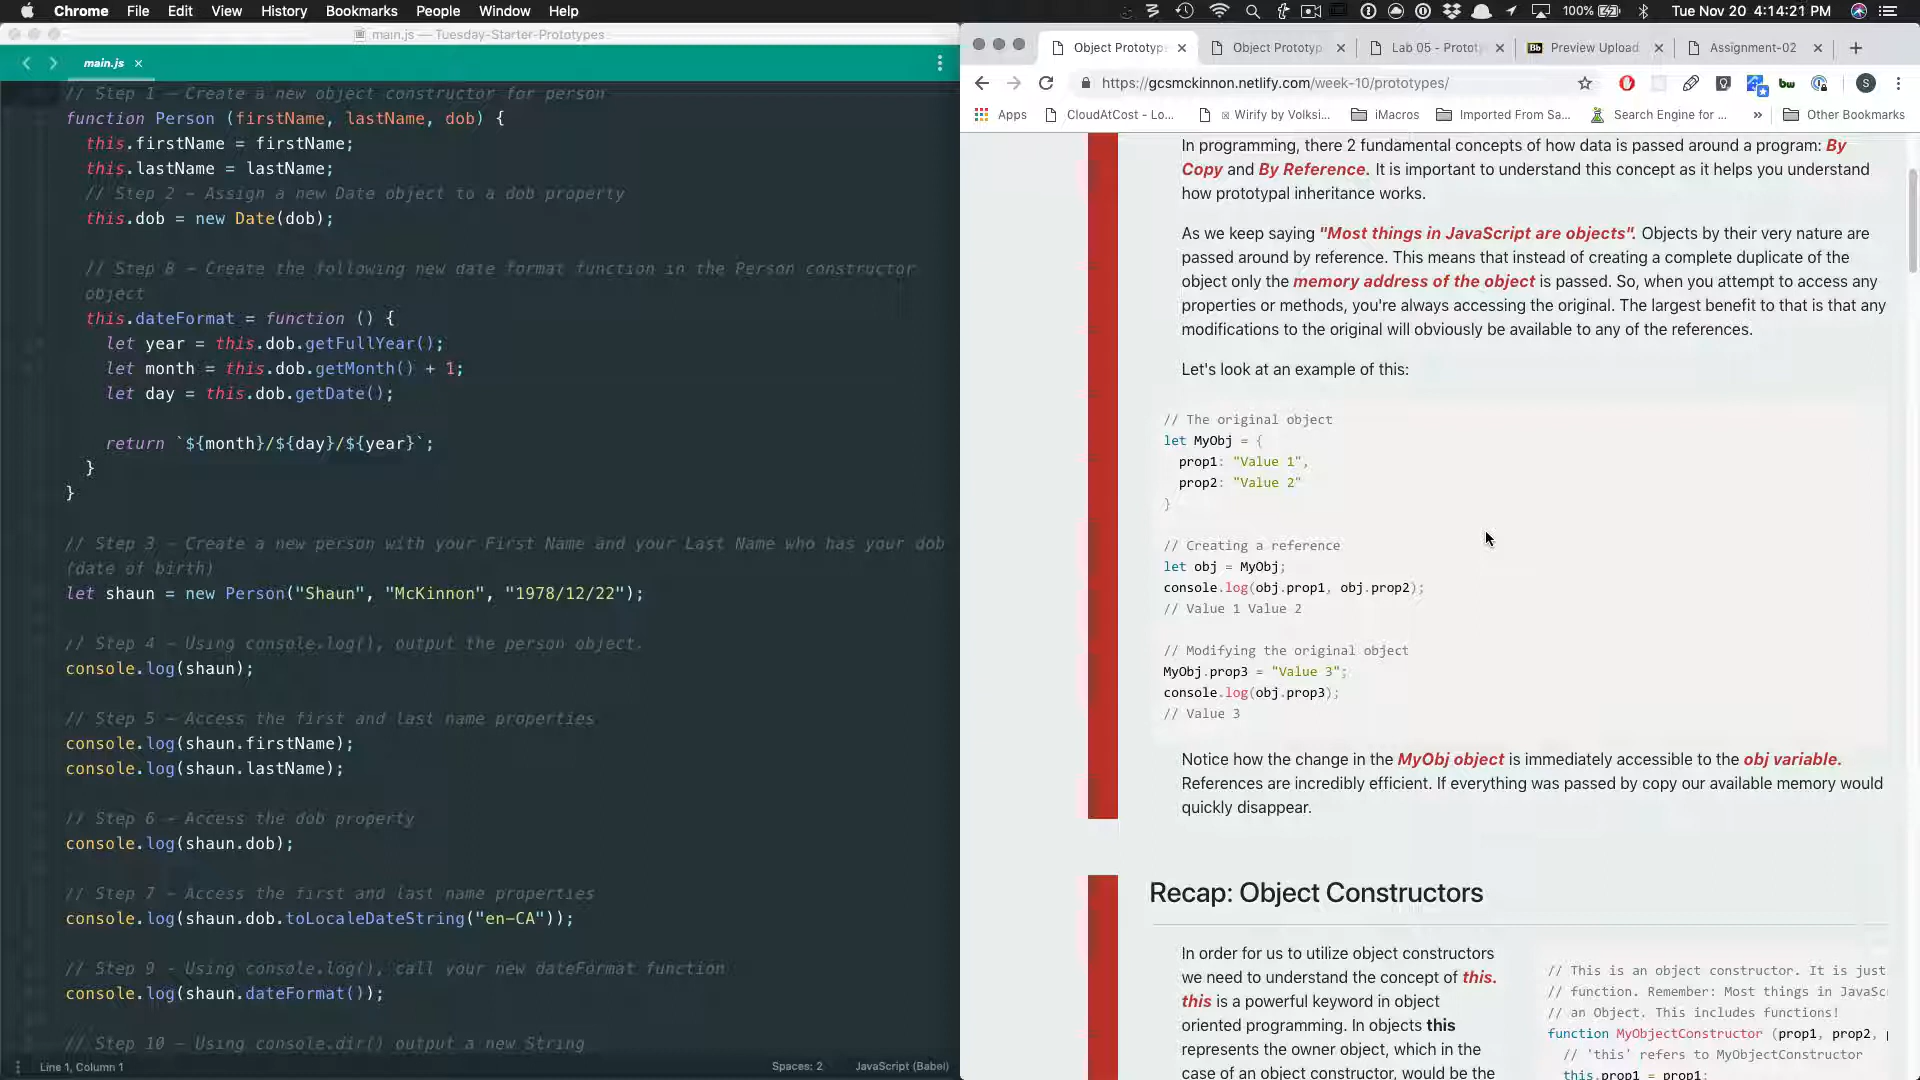 Chrome File Edit View History Bookmarks People Window Help
100% Tue Nov 20 4:14:21 PM
main.js — Tuesday-Starter-Prototypes
main.js
// Step 1 – Create a new object constructor for person
function Person (firstName, lastName, dob) {
this.firstName = firstName;
this.lastName = lastName;
// Step 2 – Assign a new Date object to a dob property
this.dob = new Date(dob);
// Step 8 – Create the following new date format function in the Person constructor
object
this.dateFormat = function () {
let year = this.dob.getFullYear();
let month = this.dob.getMonth() + 1;
let day = this.dob.getDate();
return `${month}/${day}/${year}`;
}
}
// Step 3 – Create a new person with your First Name and your Last Name who has your dob
(date of birth)
let shaun = new Person("Shaun", "McKinnon", "1978/12/22");
// Step 4 – Using console.log(), output the person object.
console.log(shaun);
// Step 5 – Access the first and last name properties
console.log(shaun.firstName);
console.log(shaun.lastName);
// Step 6 – Access the dob property
console.log(shaun.dob);
// Step 7 – Access the first and last name properties
console.log(shaun.dob.toLocaleDateString("en-CA"));
// Step 9 - Using console.log(), call your new dateFormat function
console.log(shaun.dateFormat());
// Step 10 – Using console.dir() output a new String
Line 1, Column 1 Spaces: 2 JavaScript (Babel)
Object Prototype Object Prototyp Lab 05 - Protot Bb Preview Upload Assignment-02
https://gcsmckinnon.netlify.com/week-10/prototypes/ bw S
Apps CloudAtCost - Lo... Wirify by Volksi... iMacros Imported From Sa... Search Engine for ... » Other Bookmarks
In programming, there 2 fundamental concepts of how data is passed around a program: By
Copy and By Reference. It is important to understand this concept as it helps you understand
how prototypal inheritance works.
As we keep saying "Most things in JavaScript are objects". Objects by their very nature are
passed around by reference. This means that instead of creating a complete duplicate of the
object only the memory address of the object is passed. So, when you attempt to access any
properties or methods, you're always accessing the original. The largest benefit to that is that any
modifications to the original will obviously be available to any of the references.
Let's look at an example of this:
// The original object
let MyObj = {
prop1: "Value 1",
prop2: "Value 2"
}
// Creating a reference
let obj = MyObj;
console.log(obj.prop1, obj.prop2);
// Value 1 Value 2
// Modifying the original object
MyObj.prop3 = "Value 3";
console.log(obj.prop3);
// Value 3
Notice how the change in the MyObj object is immediately accessible to the obj variable.
References are incredibly efficient. If everything was passed by copy our available memory would
quickly disappear.
Recap: Object Constructors
In order for us to utilize object constructors
we need to understand the concept of this.
this is a powerful keyword in object
oriented programming. In objects this
represents the owner object, which in the
case of an object constructor, would be the
// This is an object constructor. It is just
// function. Remember: Most things in JavaSc
// an Object. This includes functions!
function MyObjectConstructor (prop1, prop2, p
// 'this' refers to MyObjectConstructor
this.prop1 = prop1;